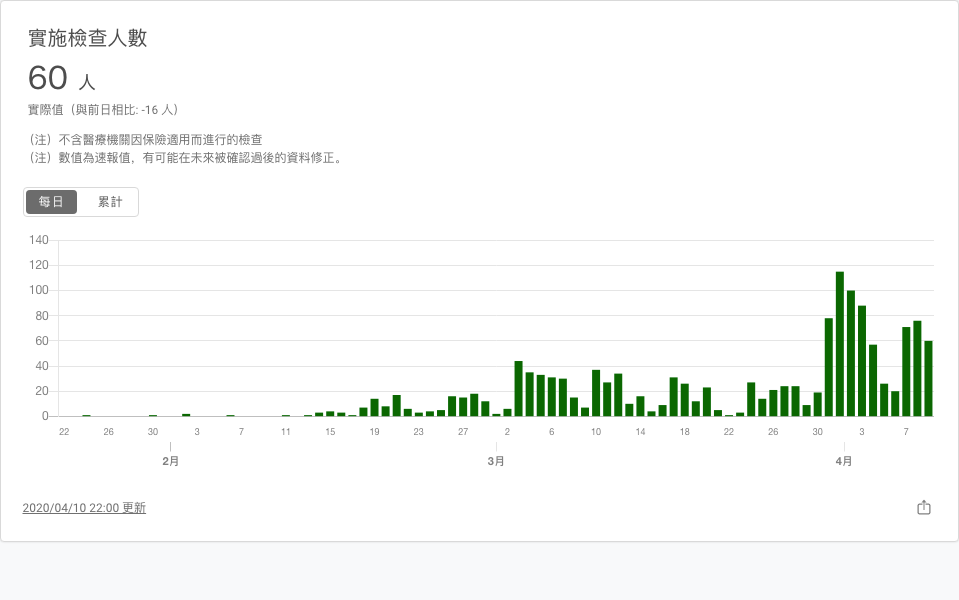 實施檢查人數
60 人
實際值（與前日相比: -16 人）
（注）不含醫療機關因保險適用而進行的檢查
（注）數值為速報值，有可能在未來被確認過後的資料修正。
每日 累計
140
120
100
80
60
40
20
0
22 26 30 3 7 11 15 19 23 27 2 6 10 14 18 22 26 30 3 7
2月 3月 4月
2020/04/10 22:00 更新